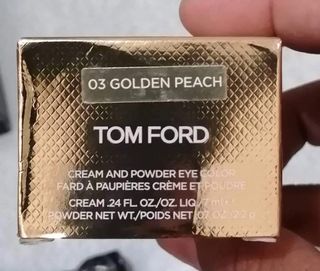 03 GOLDEN PEACH
TOM FORD
CREAM AND POWDER EYE COLOR
FARD À PAUPIÈRES CRÈME ET POUDRE
CREAM .24 FL. OZ./OZ. LIQ./7 ml •
POWDER NET WT./POIDS NET .07 OZ./2.2 g